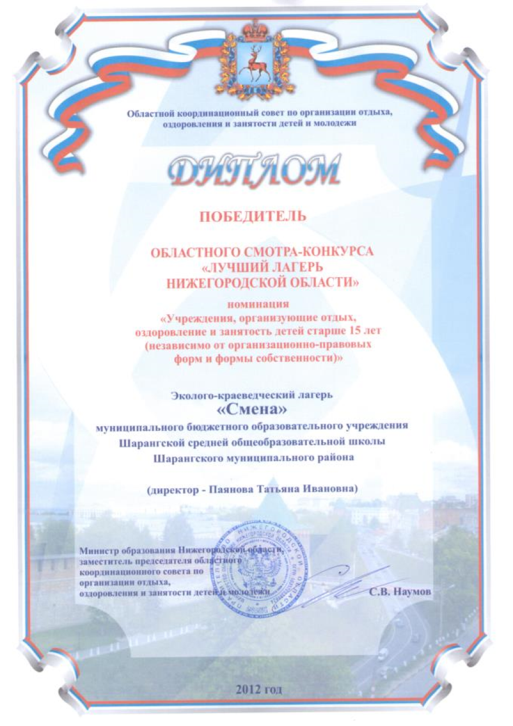 Областной координационный совет по организации отдыха,
оздоровления и занятости детей и молодежи
ДИПЛОМ
ПОБЕДИТЕЛЬ
ОБЛАСТНОГО СМОТРА-КОНКУРСА
«ЛУЧШИЙ ЛАГЕРЬ
НИЖЕГОРОДСКОЙ ОБЛАСТИ»
номинация
«Учреждения, организующие отдых,
оздоровление и занятость детей старше 15 лет
(независимо от организационно-правовых
форм и формы собственности)»
Эколого-краеведческий лагерь
«Смена»
муниципального бюджетного образовательного учреждения
Шарангской средней общеобразовательной школы
Шарангского муниципального района
(директор - Паянова Татьяна Ивановна)
Министр образования Нижегородской области,
заместитель председателя областного
координационного совета по
организации отдыха,
оздоровления и занятости детей и молодежи
С.В. Наумов
2012 год